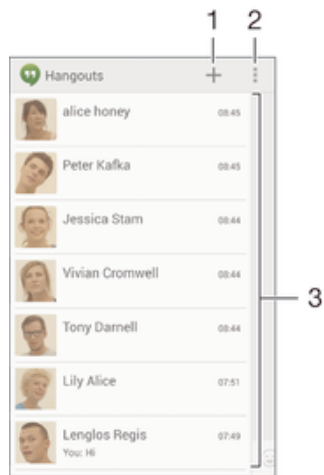 1 2
Hangouts
alice honey 08:45
Peter Kafka 08:45
Jessica Stam 08:44
Vivian Cromwell 08:44
3
Tony Darnell 08:44
Lily Alice 07:51
Lenglos Regis 07:49
You: Hi